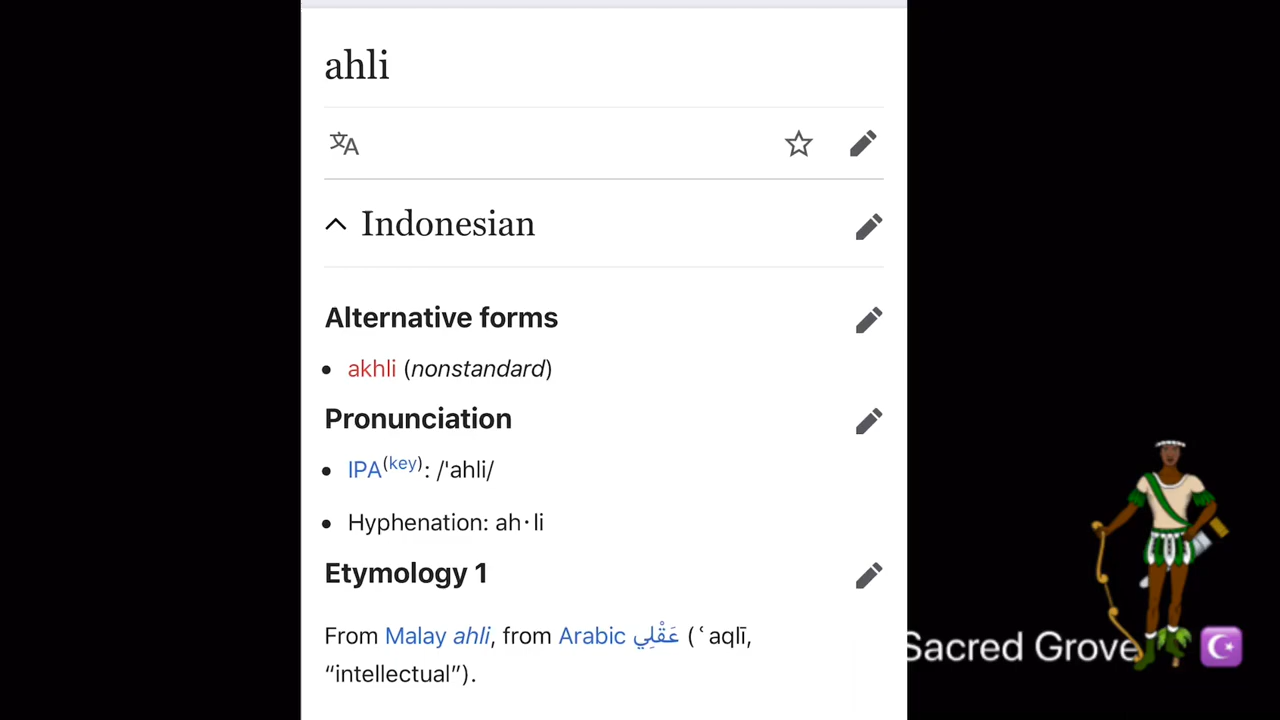 ahli
Indonesian
Alternative forms
• akhli (nonstandard)
Pronunciation
• IPA(key): /ˈahli/
• Hyphenation: ah‧li
Etymology 1
From Malay ahli, from Arabic عَقْلِي (ʿaqlī,
“intellectual”).
Sacred Grove